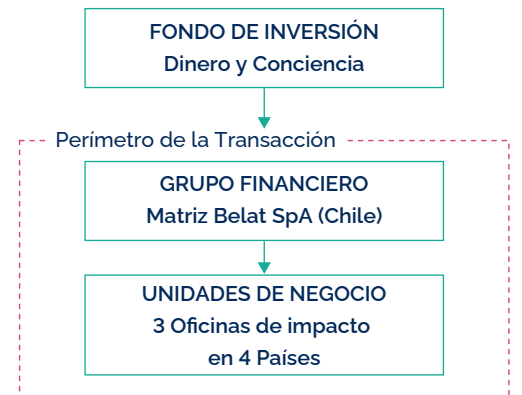 FONDO DE INVERSIÓN
Dinero y Conciencia
Perímetro de la Transacción
GRUPO FINANCIERO
Matriz Belat SpA (Chile)
UNIDADES DE NEGOCIO
3 Oficinas de impacto
en 4 Países